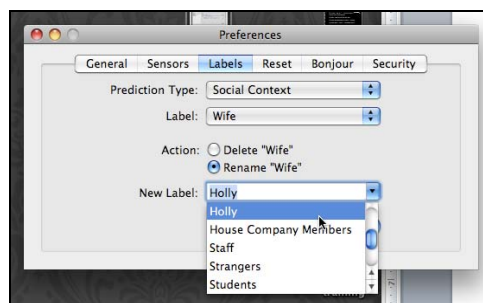 Preferences
General Sensors Labels Reset Bonjour Security
Prediction Type: Social Context
Label: Wife
Action: Delete "Wife"
Rename "Wife"
New Label: Holly
Holly
House Company Members
Staff
Strangers
Students
training